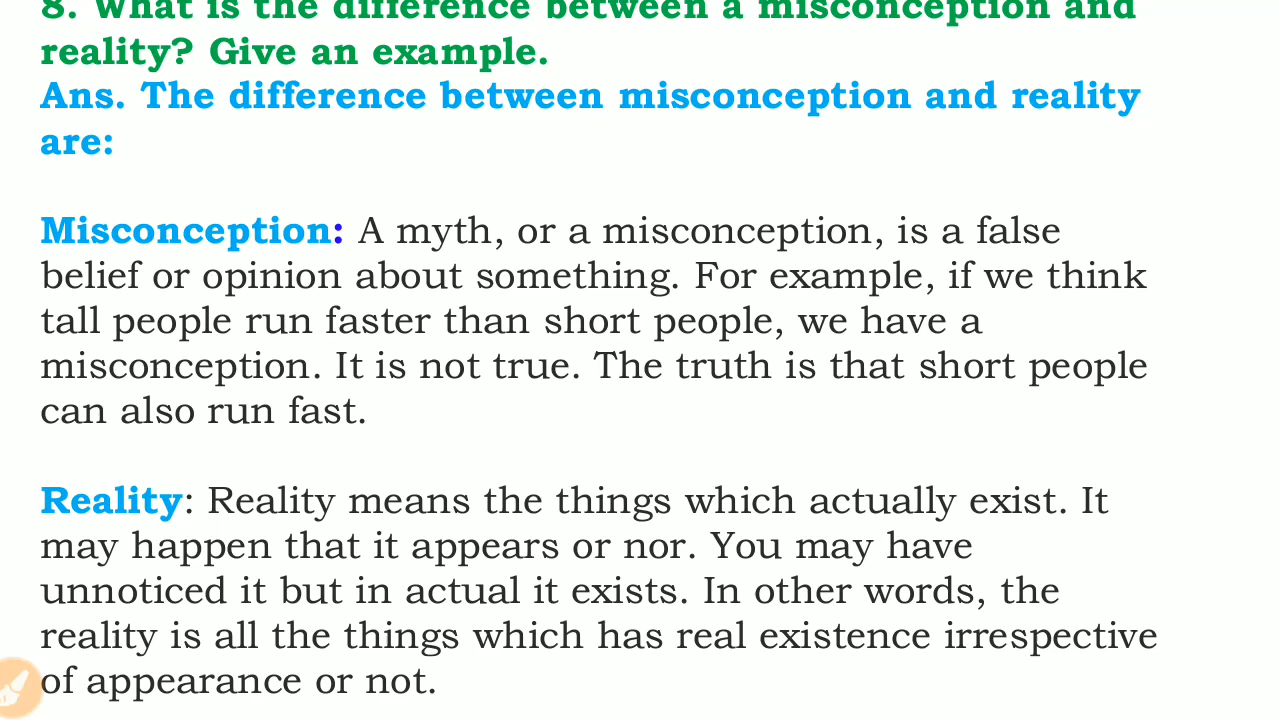 8. What is the difference between a misconception and
reality? Give an example.
Ans. The difference between misconception and reality
are:
Misconception: A myth, or a misconception, is a false
belief or opinion about something. For example, if we think
tall people run faster than short people, we have a
misconception. It is not true. The truth is that short people
can also run fast.
Reality: Reality means the things which actually exist. It
may happen that it appears or nor. You may have
unnoticed it but in actual it exists. In other words, the
reality is all the things which has real existence irrespective
of appearance or not.